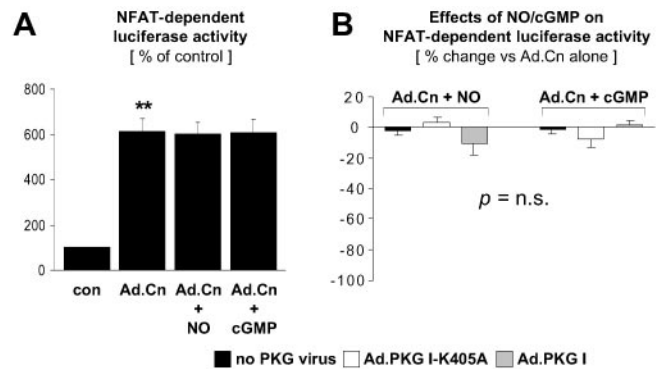 A
NFAT-dependent
luciferase activity
[ % of control ]
800
600
400
200
0
**
con
Ad.Cn
Ad.Cn
+
NO
Ad.Cn
+
cGMP
B
Effects of NO/cGMP on
NFAT-dependent luciferase activity
[ % change vs Ad.Cn alone ]
20
0
-20
-40
-60
-80
-100
Ad.Cn + NO
Ad.Cn + cGMP
p = n.s.
no PKG virus
Ad.PKG I-K405A
Ad.PKG I